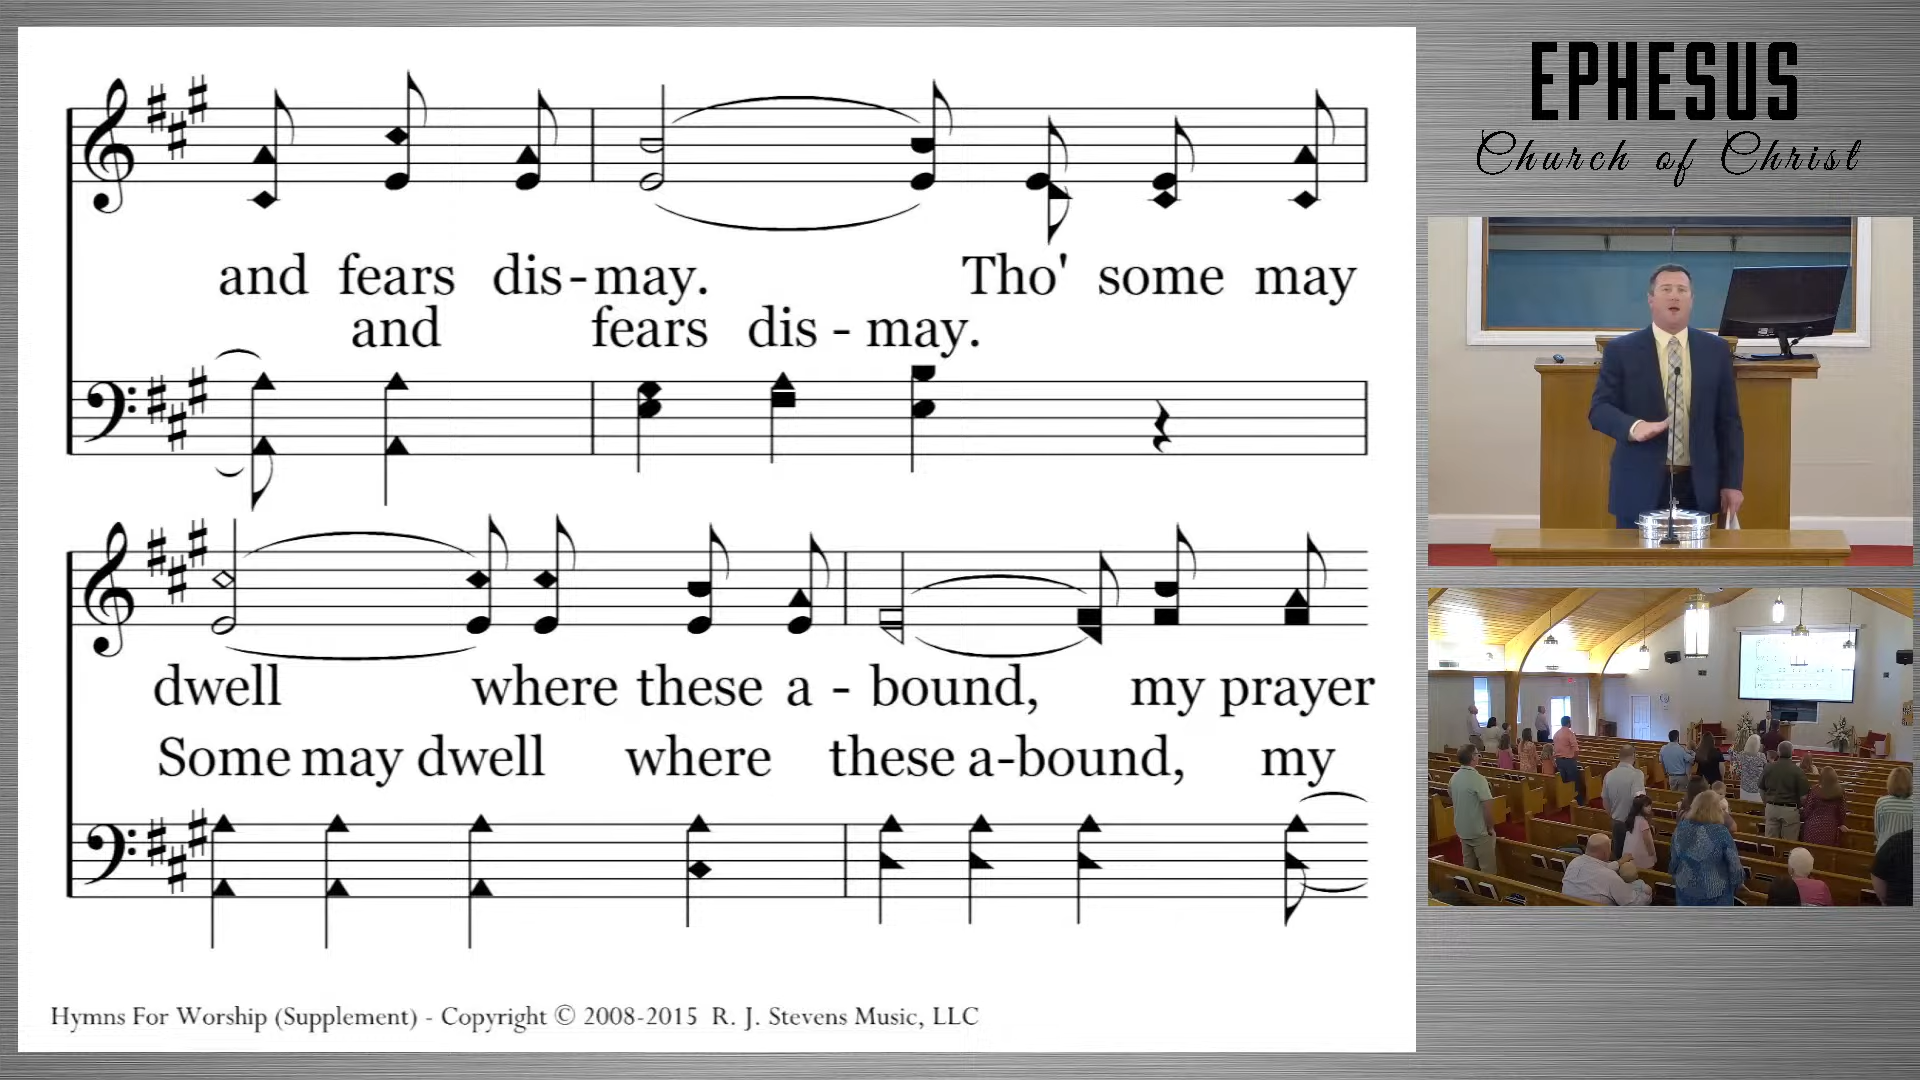 and fears dis-may. Tho' some may
and fears dis - may.
dwell where these a - bound, my prayer
Some may dwell where these a-bound, my
Hymns For Worship (Supplement) - Copyright © 2008-2015 R. J. Stevens Music, LLC
EPHESUS
Church of Christ